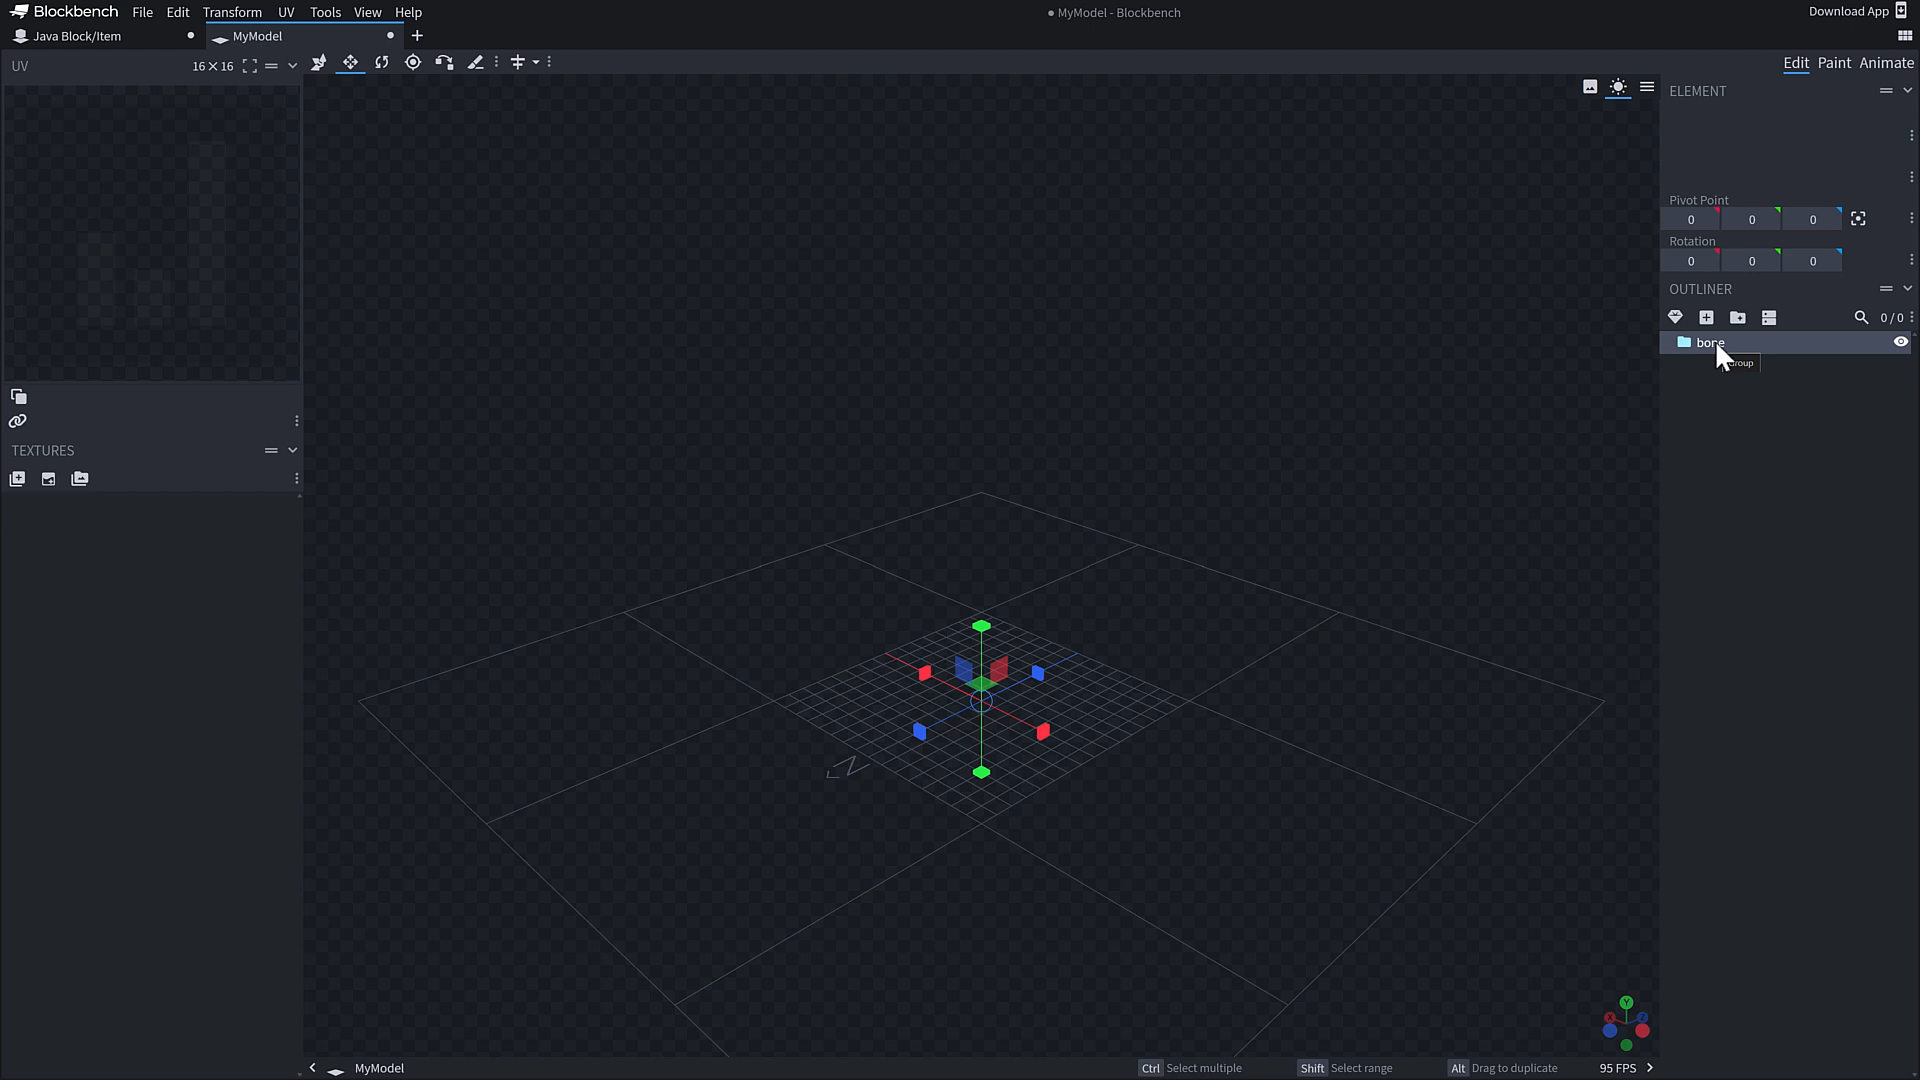 Blockbench File Edit Transform UV Tools View Help
MyModel - Blockbench
Download App
Java Block/Item
MyModel
UV
16 × 16
Edit Paint Animate
ELEMENT
Pivot Point
0 0 0
Rotation
0 0 0
OUTLINER
0 / 0
bone
TEXTURES
N
Y
X
Z
MyModel
Ctrl Select multiple
Shift Select range
Alt Drag to duplicate
95 FPS